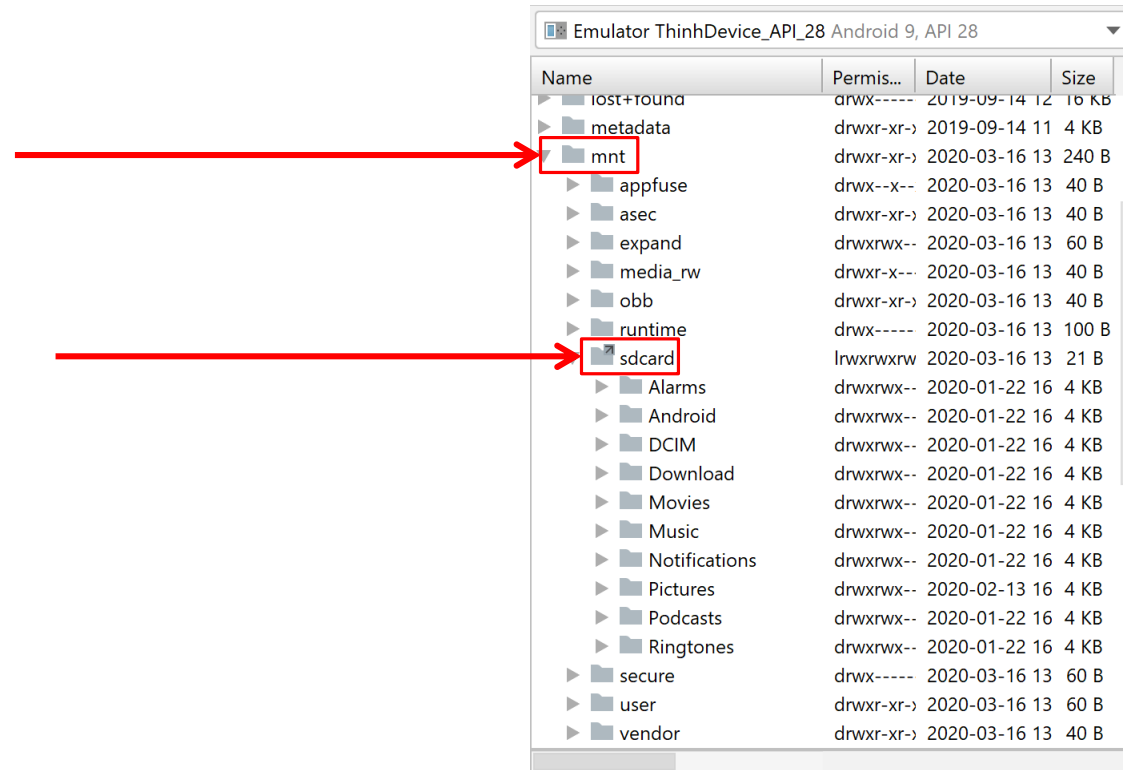 Emulator ThinhDevice_API_28 Android 9, API 28
Name Permis... Date Size
lost+found drwx----- 2019-09-14 12 16 KB
metadata drwxr-xr-x 2019-09-14 11 4 KB
mnt drwxr-xr-x 2020-03-16 13 240 B
appfuse drwx--x-- 2020-03-16 13 40 B
asec drwxr-xr-x 2020-03-16 13 40 B
expand drwxrwx-- 2020-03-16 13 60 B
media_rw drwxr-x--- 2020-03-16 13 40 B
obb drwxr-xr-x 2020-03-16 13 40 B
runtime drwx----- 2020-03-16 13 100 B
sdcard lrwxrwxrw 2020-03-16 13 21 B
Alarms drwxrwx-- 2020-01-22 16 4 KB
Android drwxrwx-- 2020-01-22 16 4 KB
DCIM drwxrwx-- 2020-01-22 16 4 KB
Download drwxrwx-- 2020-01-22 16 4 KB
Movies drwxrwx-- 2020-01-22 16 4 KB
Music drwxrwx-- 2020-01-22 16 4 KB
Notifications drwxrwx-- 2020-01-22 16 4 KB
Pictures drwxrwx-- 2020-02-13 16 4 KB
Podcasts drwxrwx-- 2020-01-22 16 4 KB
Ringtones drwxrwx-- 2020-01-22 16 4 KB
secure drwx----- 2020-03-16 13 60 B
user drwxr-xr-x 2020-03-16 13 60 B
vendor drwxr-xr-x 2020-03-16 13 40 B